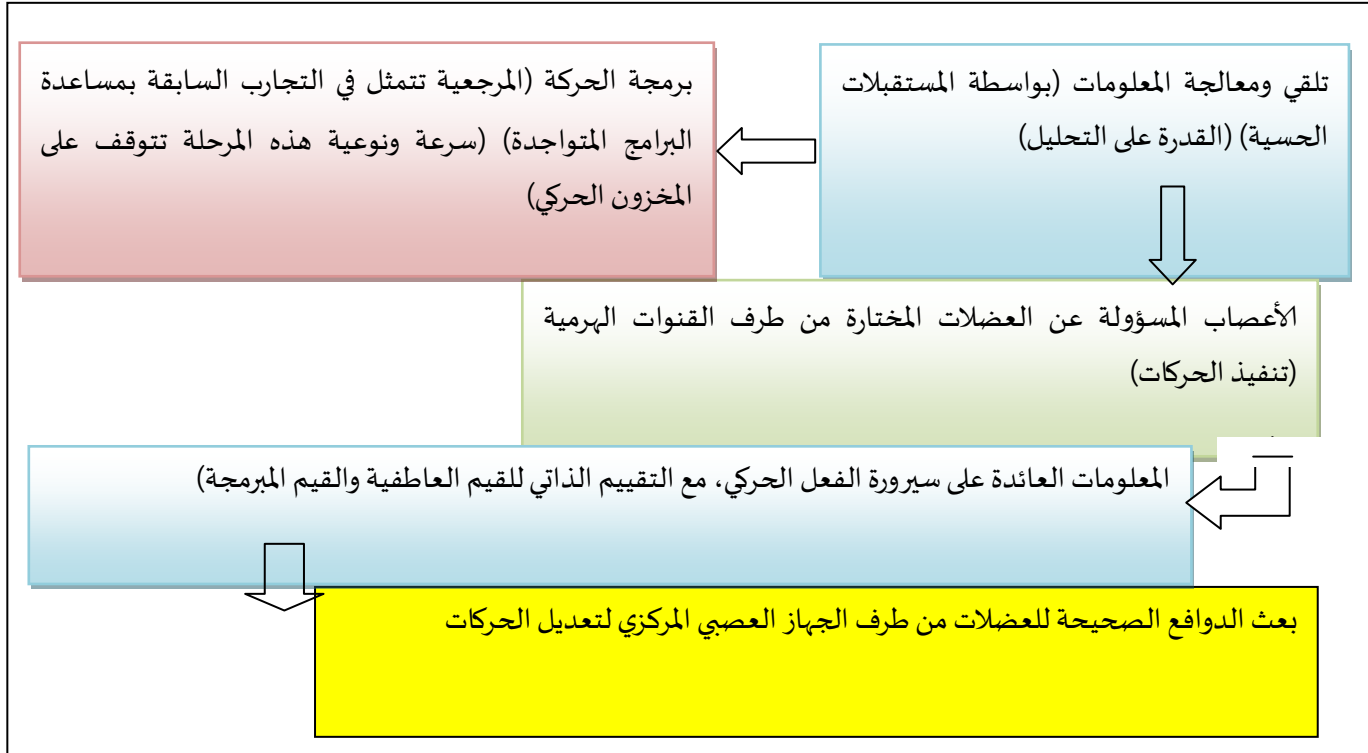 تلقي ومعالجة المعلومات (بواسطة المستقبلات
الحسية) (القدرة على التحليل)
برمجة الحركة (المرجعية تتمثل في التجارب السابقة بمساعدة
البرامج المتواجدة) (سرعة ونوعية هذه المرحلة تتوقف على
المخزون الحركي)
الأعصاب المسؤولة عن العضلات المختارة من طرف القنوات الهرمية
(تنفيذ الحركات)
المعلومات العائدة على سيرورة الفعل الحركي، مع التقييم الذاتي للقيم العاطفية والقيم المبرمجة)
بعث الدوافع الصحيحة للعضلات من طرف الجهاز العصبي المركزي لتعديل الحركات